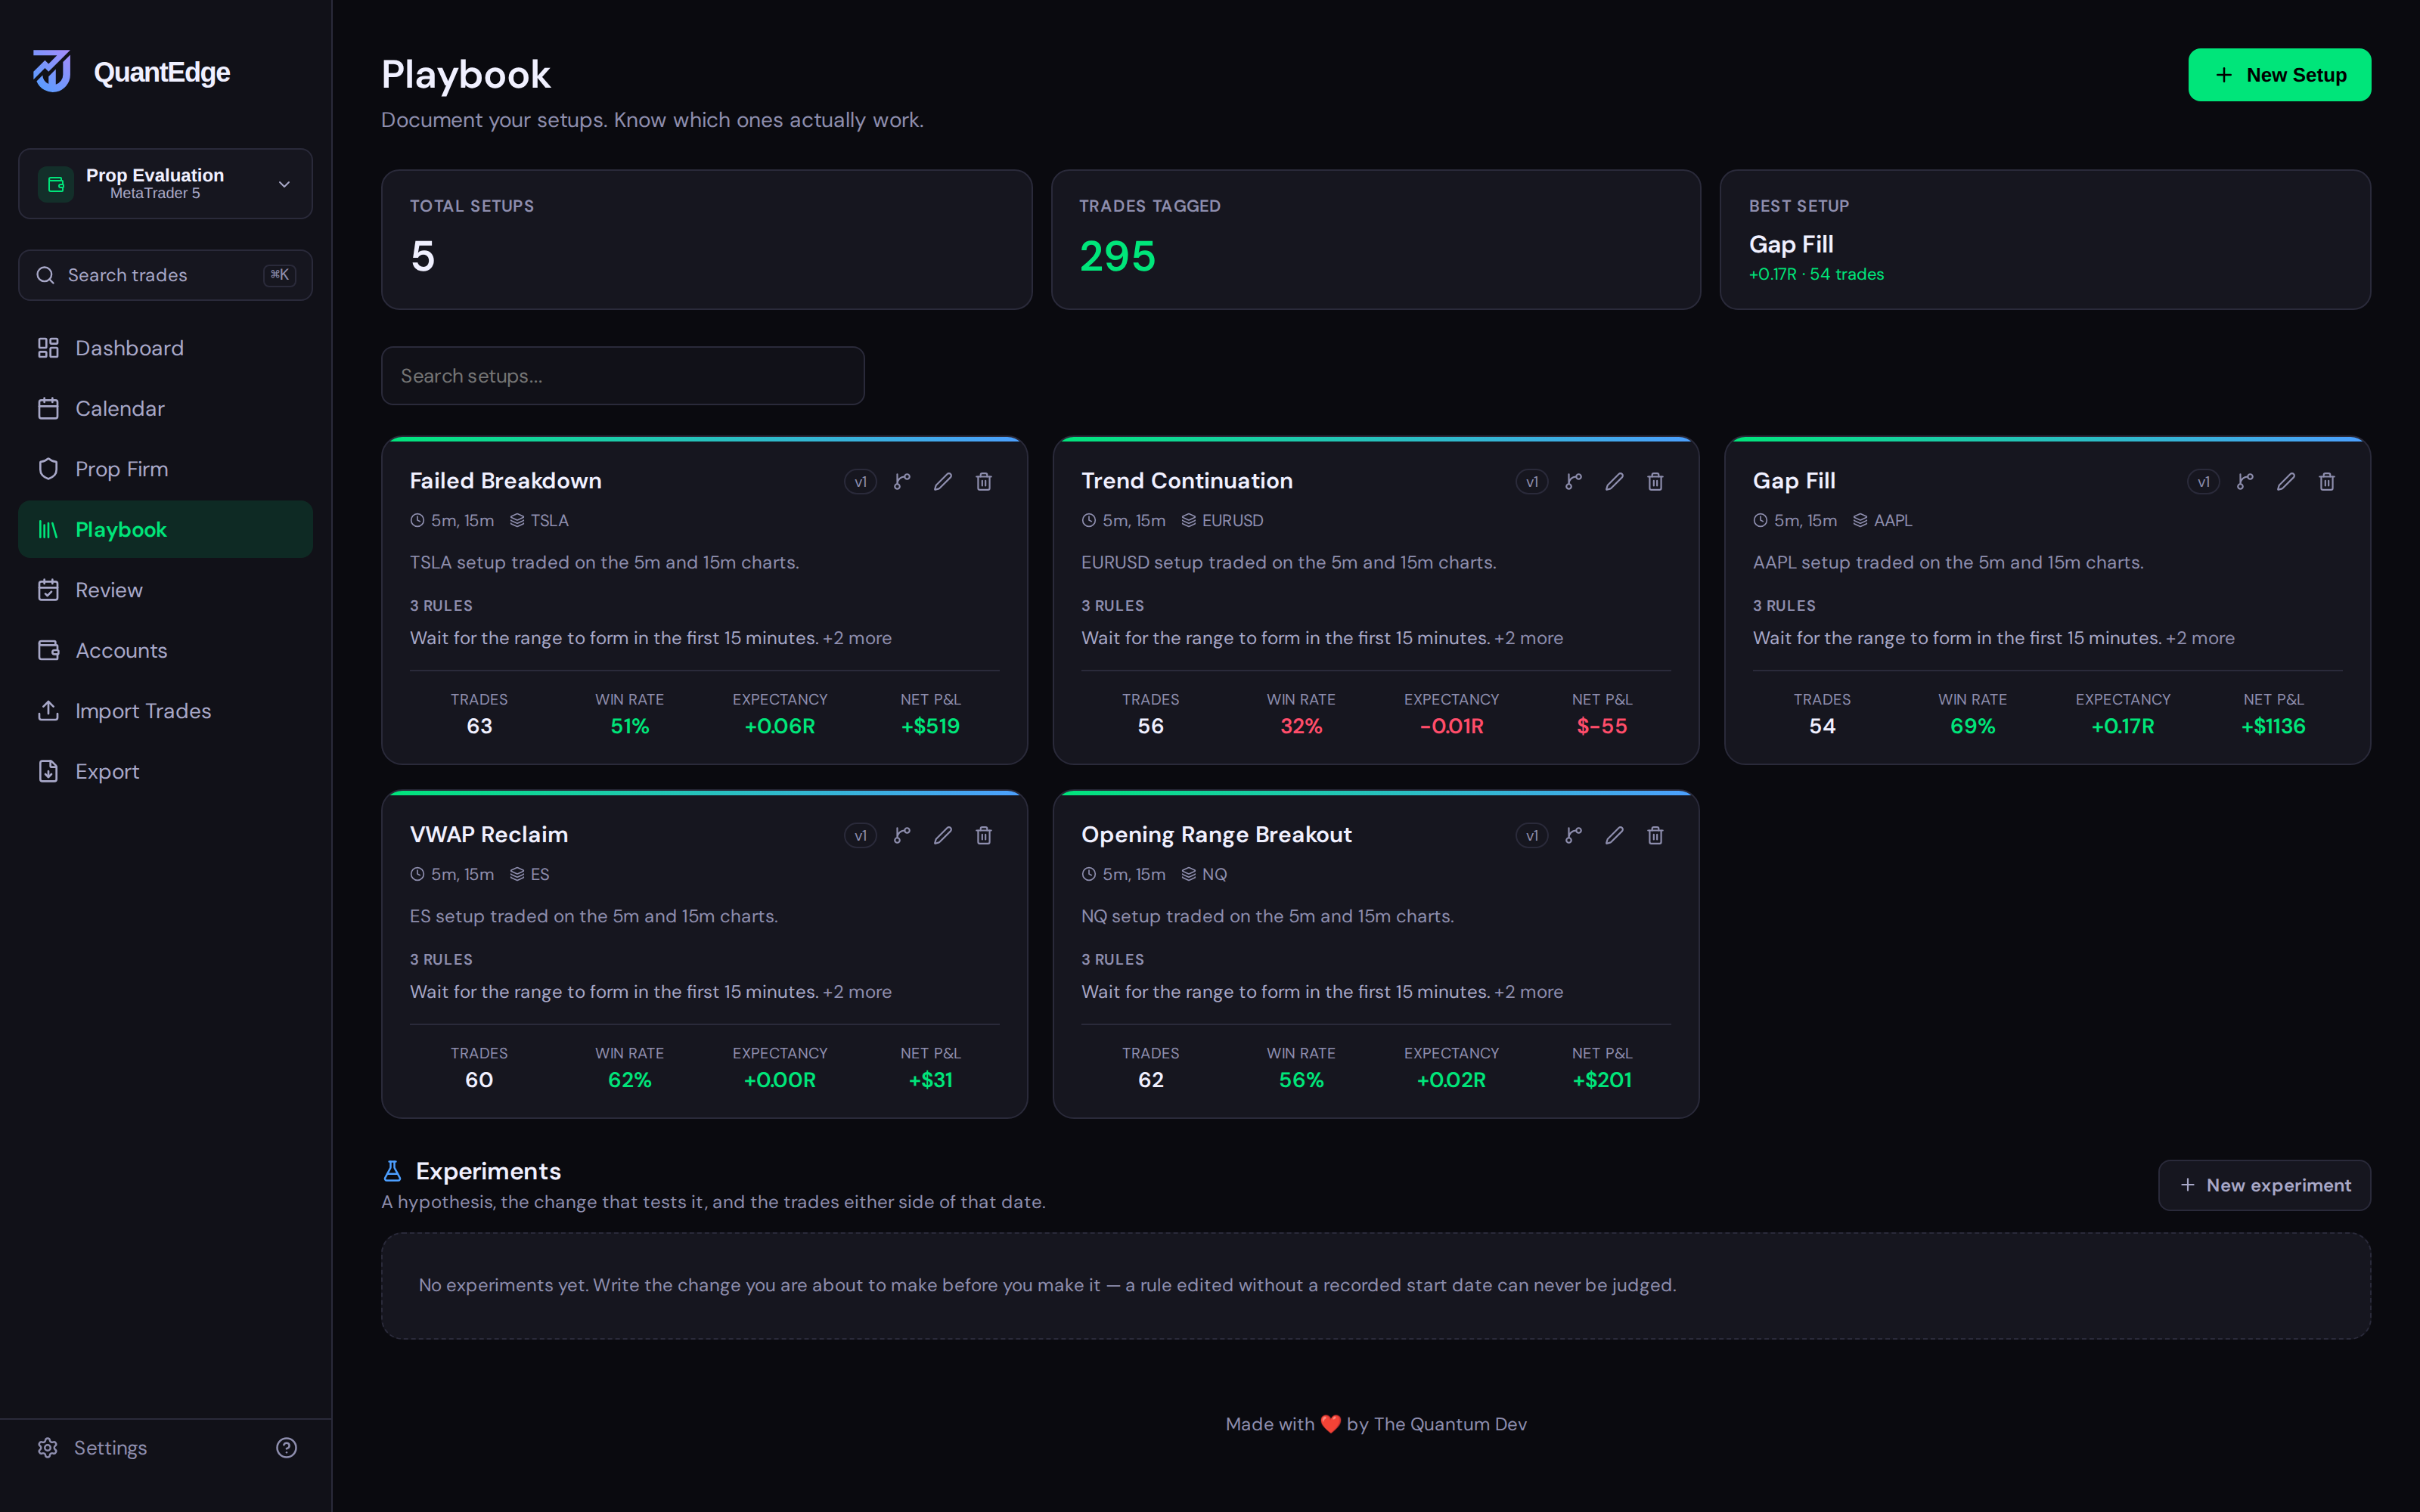 QuantEdge
Prop Evaluation
MetaTrader 5
Search trades
⌘K
Dashboard
Calendar
Prop Firm
Playbook
Review
Accounts
Import Trades
Export
Settings
Playbook
Document your setups. Know which ones actually work.
New Setup
TOTAL SETUPS
5
TRADES TAGGED
295
BEST SETUP
Gap Fill
+0.17R · 54 trades
Search setups...
Failed Breakdown
v1
5m, 15m TSLA
TSLA setup traded on the 5m and 15m charts.
3 RULES
Wait for the range to form in the first 15 minutes. +2 more
TRADES WIN RATE EXPECTANCY NET P&L
63 51% +0.06R +$519
Trend Continuation
v1
5m, 15m EURUSD
EURUSD setup traded on the 5m and 15m charts.
3 RULES
Wait for the range to form in the first 15 minutes. +2 more
TRADES WIN RATE EXPECTANCY NET P&L
56 32% -0.01R $-55
Gap Fill
v1
5m, 15m AAPL
AAPL setup traded on the 5m and 15m charts.
3 RULES
Wait for the range to form in the first 15 minutes. +2 more
TRADES WIN RATE EXPECTANCY NET P&L
54 69% +0.17R +$1136
VWAP Reclaim
v1
5m, 15m ES
ES setup traded on the 5m and 15m charts.
3 RULES
Wait for the range to form in the first 15 minutes. +2 more
TRADES WIN RATE EXPECTANCY NET P&L
60 62% +0.00R +$31
Opening Range Breakout
v1
5m, 15m NQ
NQ setup traded on the 5m and 15m charts.
3 RULES
Wait for the range to form in the first 15 minutes. +2 more
TRADES WIN RATE EXPECTANCY NET P&L
62 56% +0.02R +$201
Experiments
A hypothesis, the change that tests it, and the trades either side of that date.
New experiment
No experiments yet. Write the change you are about to make before you make it — a rule edited without a recorded start date can never be judged.
Made with ❤️ by The Quantum Dev